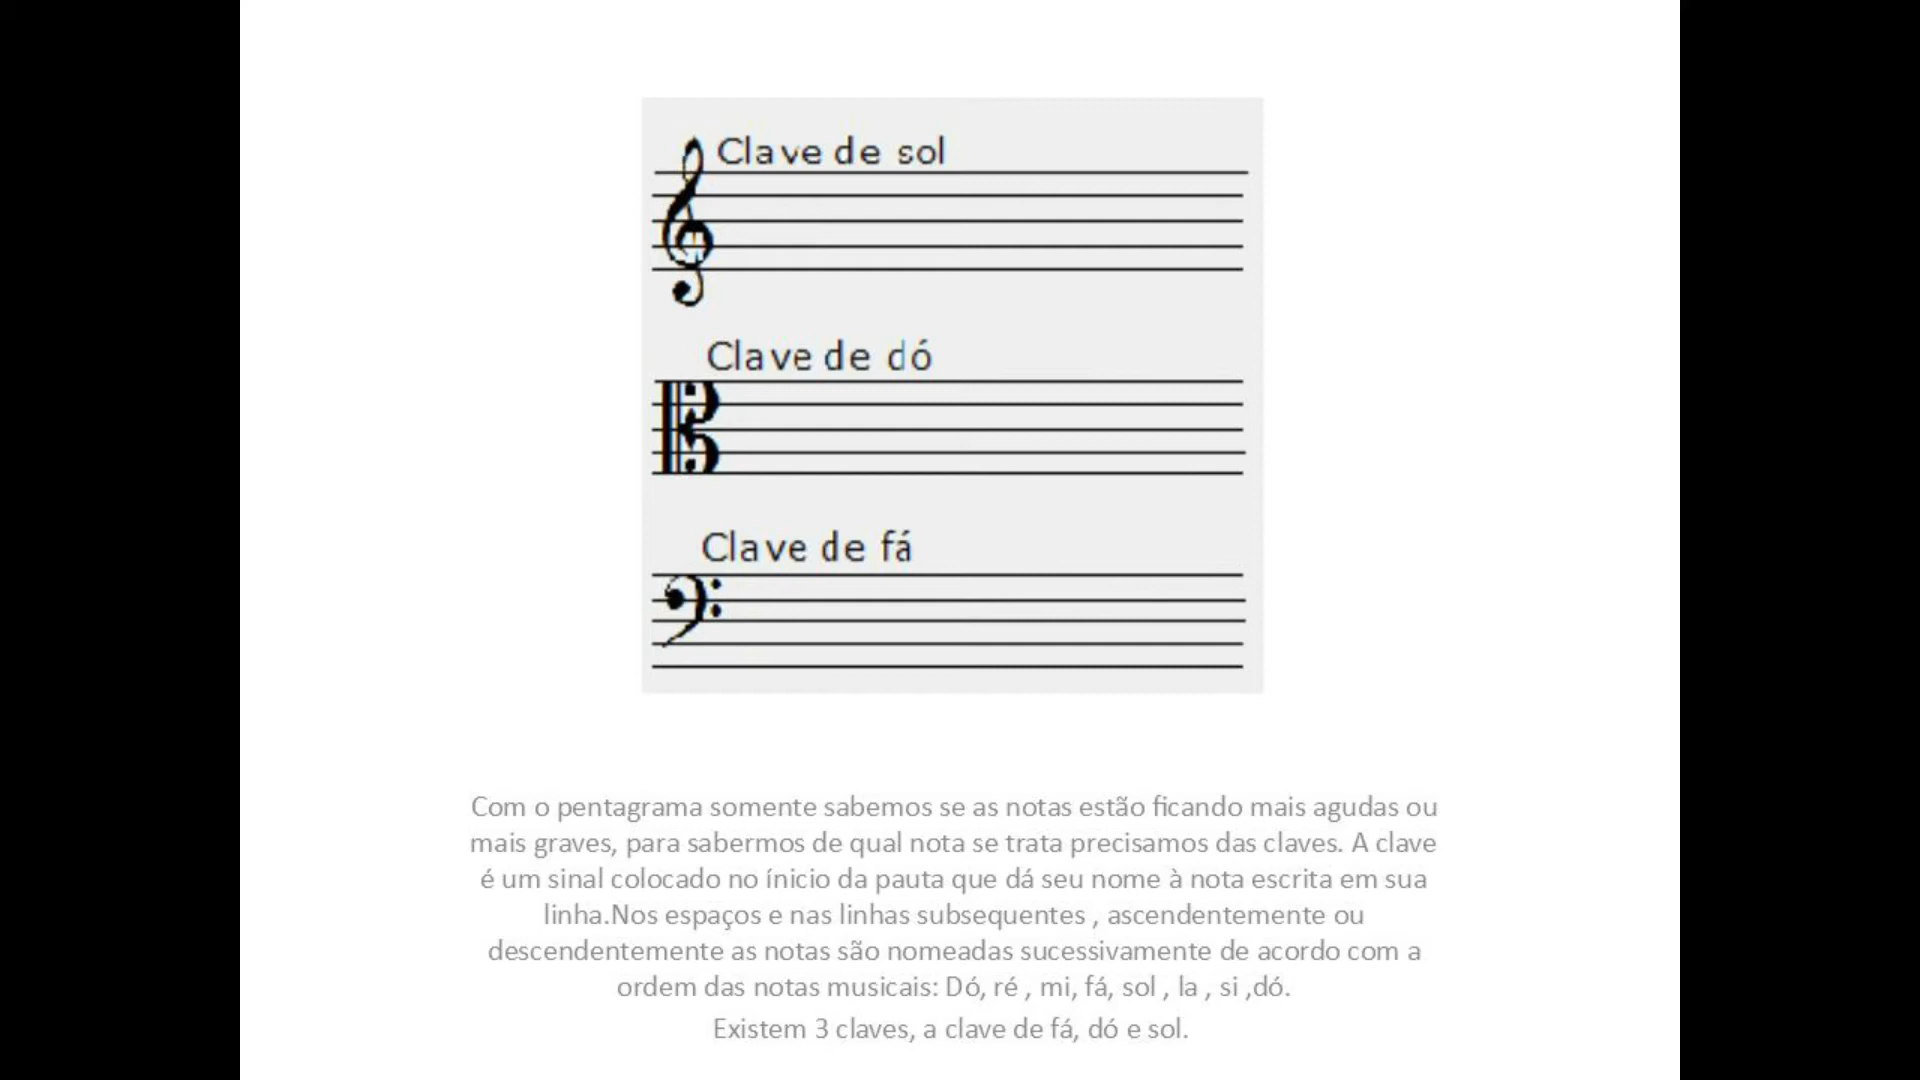 Clave de sol
Clave de dó
Clave de fá
Com o pentagrama somente sabemos se as notas estão ficando mais agudas ou
mais graves, para sabermos de qual nota se trata precisamos das claves. A clave
é um sinal colocado no ínicio da pauta que dá seu nome à nota escrita em sua
linha.Nos espaços e nas linhas subsequentes , ascendentemente ou
descendentemente as notas são nomeadas sucessivamente de acordo com a
ordem das notas musicais: Dó, ré , mi, fá, sol , la , si ,dó.
Existem 3 claves, a clave de fá, dó e sol.